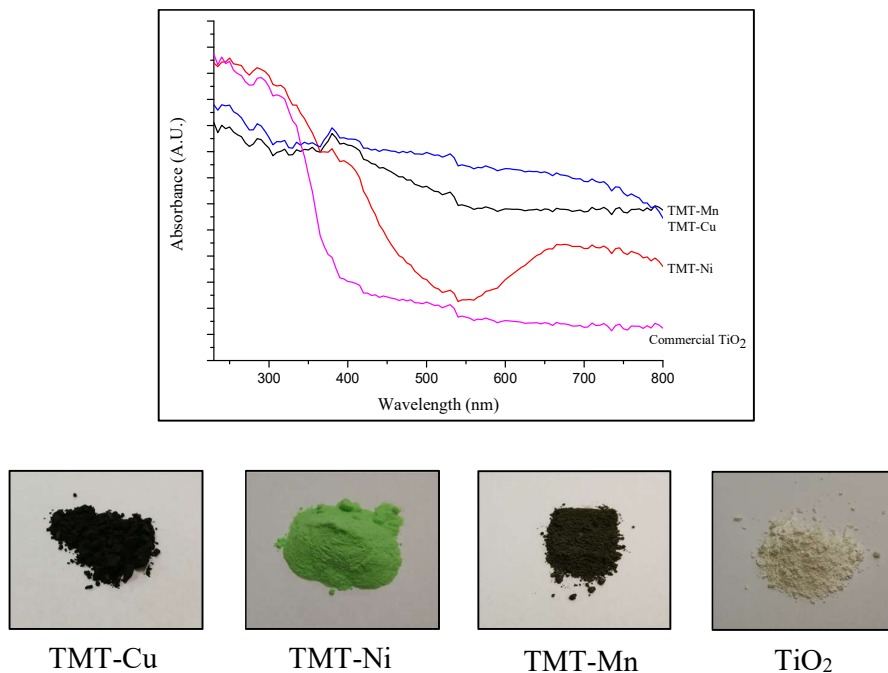 Absorbance (A.U.)
TMT-Mn
TMT-Cu
TMT-Ni
Commercial TiO₂
300 400 500 600 700 800
Wavelength (nm)
TMT-Cu TMT-Ni TMT-Mn TiO₂